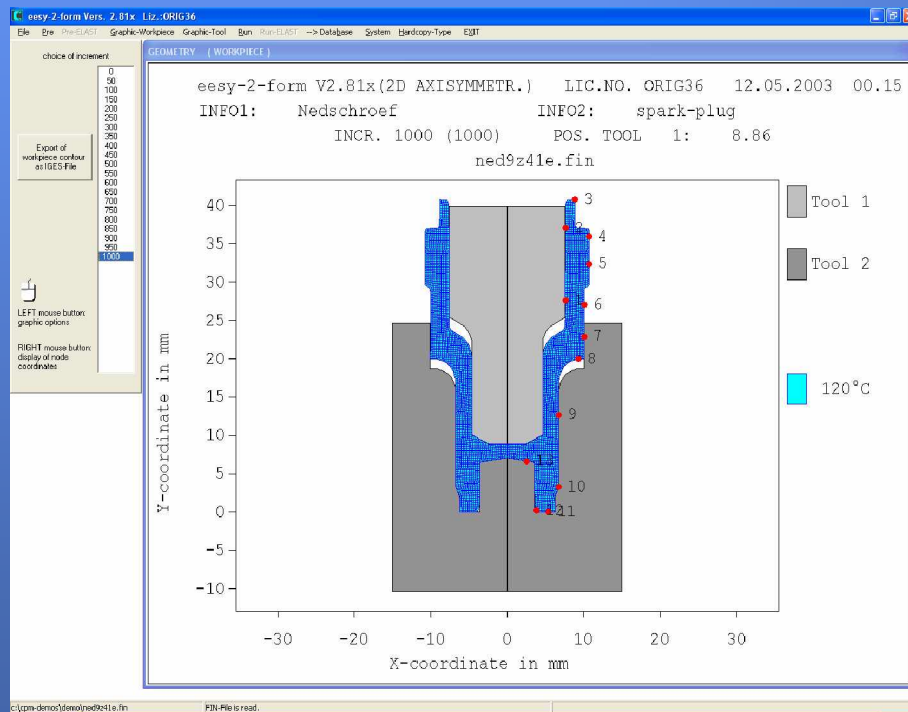 eesy-2-form Vers. 2.81x Liz.:ORIG36
File Pre Pre-ELAST Graphic-Workpiece Graphic-Tool Run Run-ELAST --> Database System Hardcopy-Type EXIT
choice of increment
0
50
100
150
200
250
300
350
400
450
500
550
600
650
700
750
800
850
900
950
1000
Export of
workpiece contour
as IGES-File
LEFT mouse button:
graphic options
RIGHT mouse button:
display of node
coordinates
GEOMETRY ( WORKPIECE )
eesy-2-form V2.81x(2D AXISYMMETR.) LIC.NO. ORIG36 12.05.2003 00.15
INFO1: Nedschroef INFO2: spark-plug
INCR. 1000 (1000) POS. TOOL 1: 8.86
ned9z41e.fin
Y-coordinate in mm
40
35
30
25
20
15
10
5
0
-5
-10
3
4
5
6
7
8
9
13
10
11
-30 -20 -10 0 10 20 30
X-coordinate in mm
Tool 1
Tool 2
120°C
c:\cpm-demos\demo\ned9z41e.fin FIN-File is read.